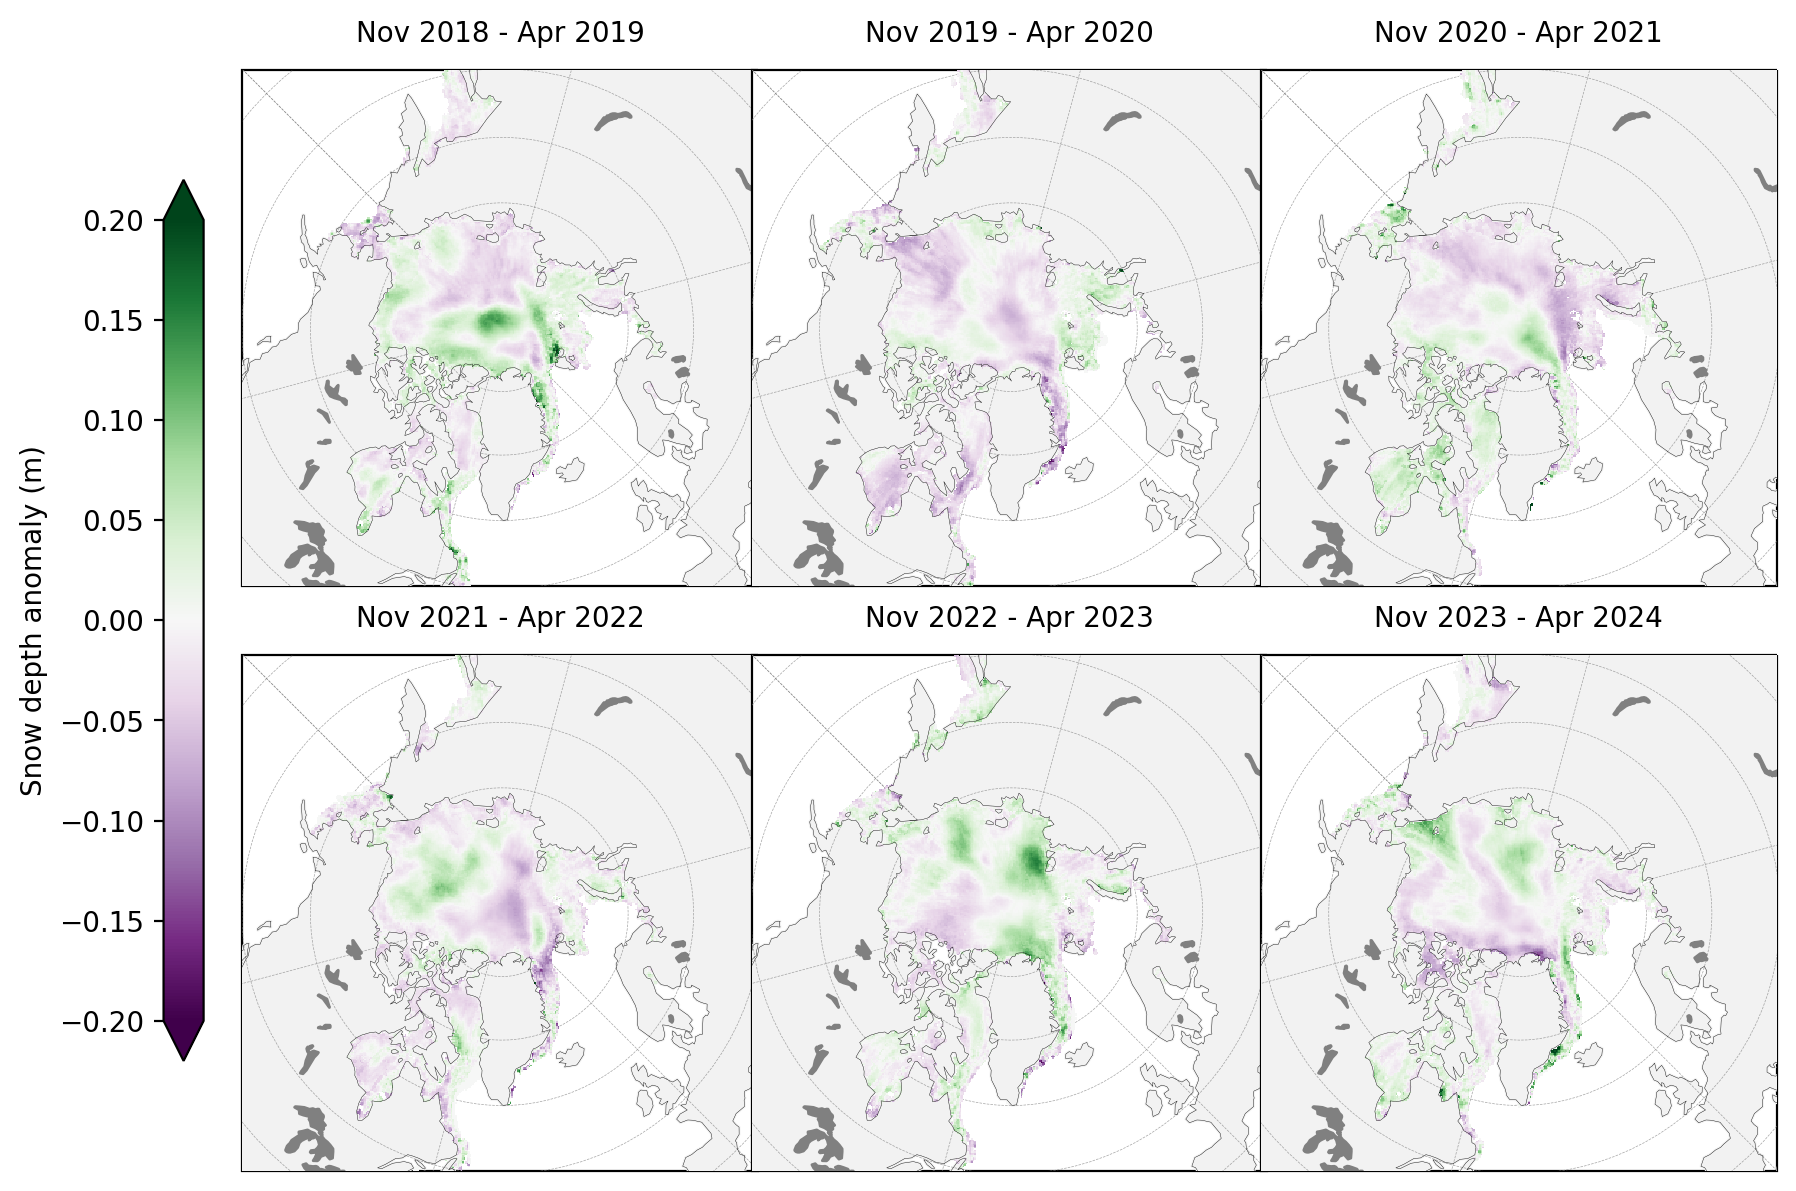 Nov 2018 - Apr 2019
Nov 2019 - Apr 2020
Nov 2020 - Apr 2021
Snow depth anomaly (m)
0.20
0.15
0.10
0.05
0.00
−0.05
−0.10
−0.15
−0.20
Nov 2021 - Apr 2022
Nov 2022 - Apr 2023
Nov 2023 - Apr 2024